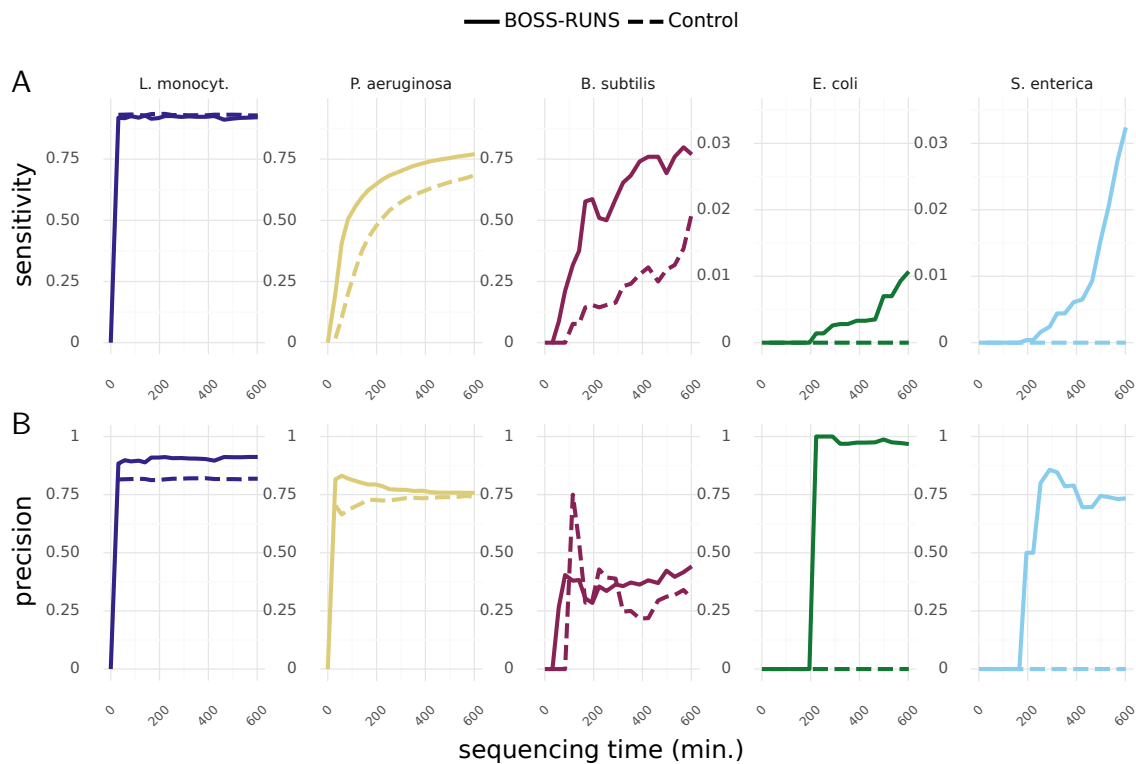 BOSS-RUNS Control
A
L. monocyt. P. aeruginosa B. subtilis E. coli S. enterica
sensitivity
0.75 0.75 0.75 0.03 0.03
0.50 0.50 0.50 0.02 0.02
0.25 0.25 0.25 0.01 0.01
0 0 0 0 0
0 200 400 600 0 200 400 600 0 200 400 600 0 200 400 600 0 200 400 600
B
precision
1 1 1 1 1
0.75 0.75 0.75 0.75 0.75
0.50 0.50 0.50 0.50 0.50
0.25 0.25 0.25 0.25 0.25
0 0 0 0 0
0 200 400 600 0 200 400 600 0 200 400 600 0 200 400 600 0 200 400 600
sequencing time (min.)